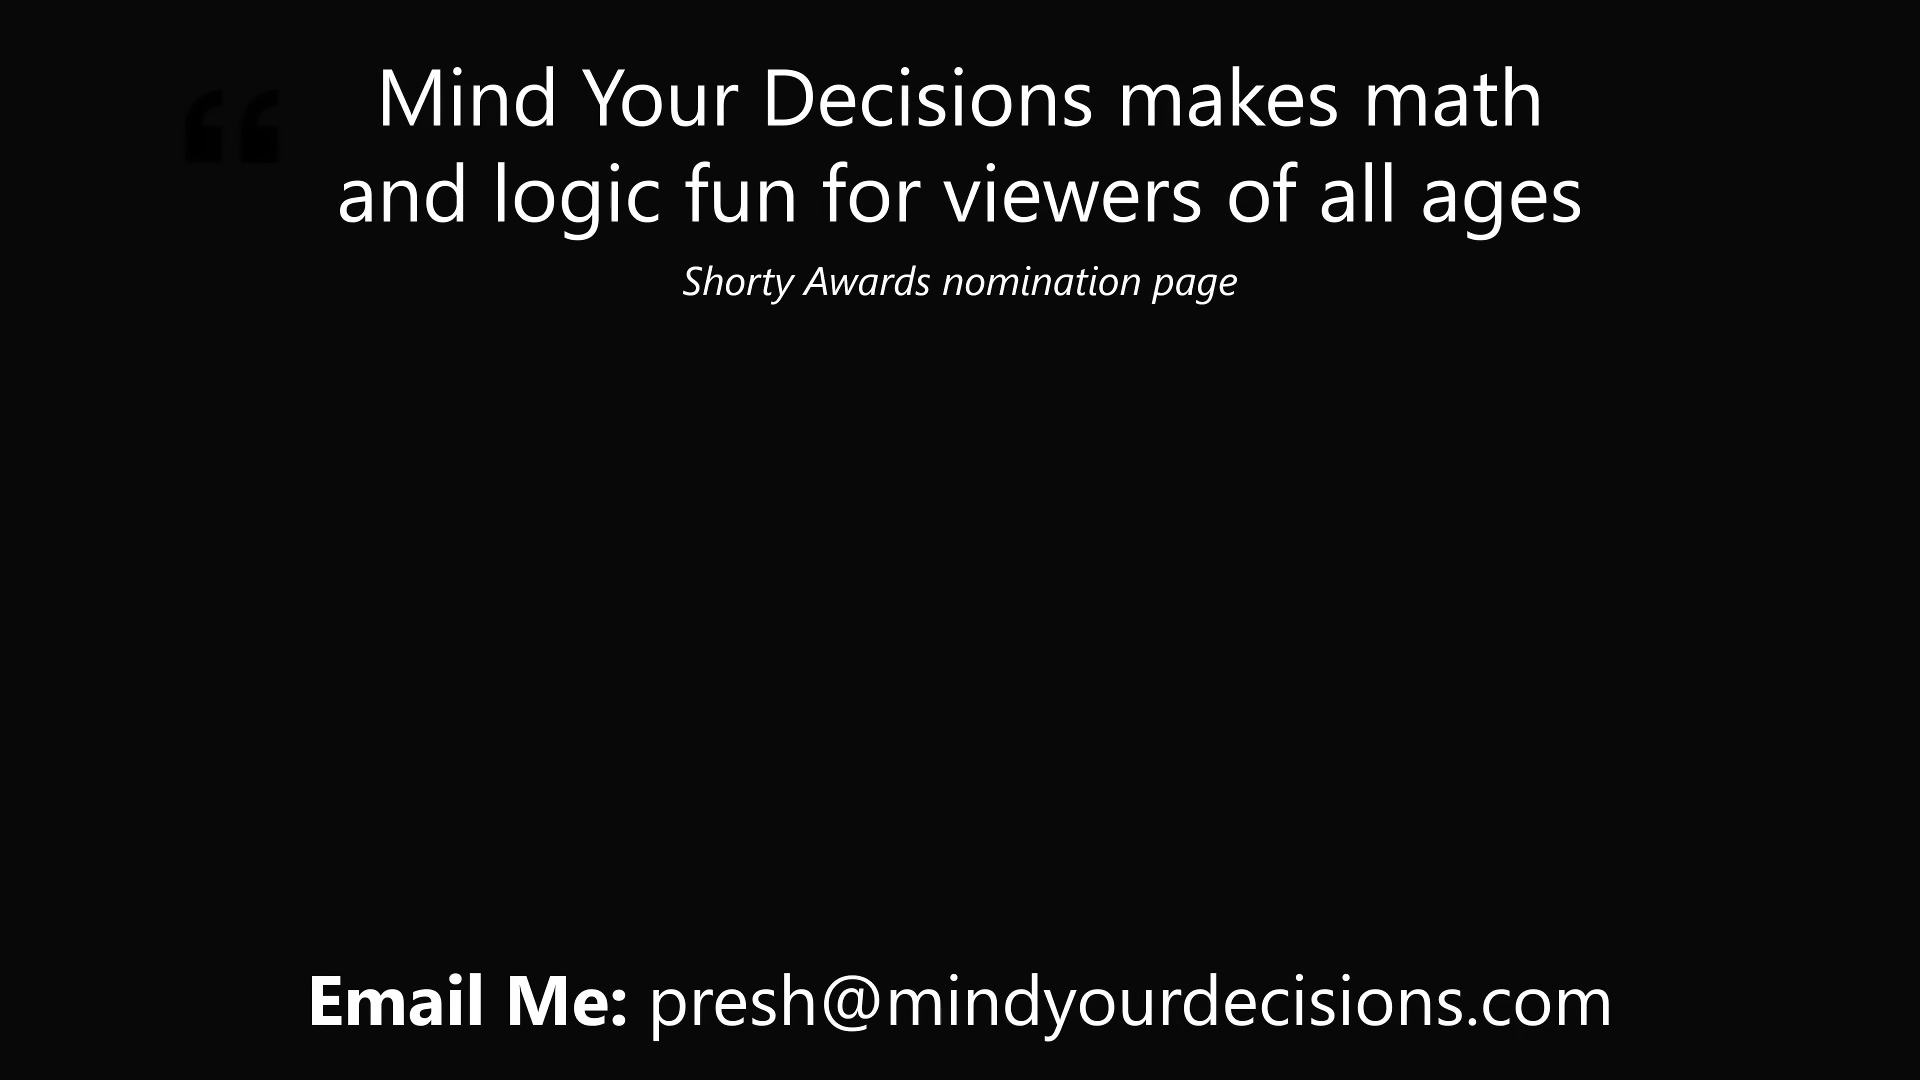 “
Mind Your Decisions makes math
and logic fun for viewers of all ages
Shorty Awards nomination page
Email Me: presh@mindyourdecisions.com